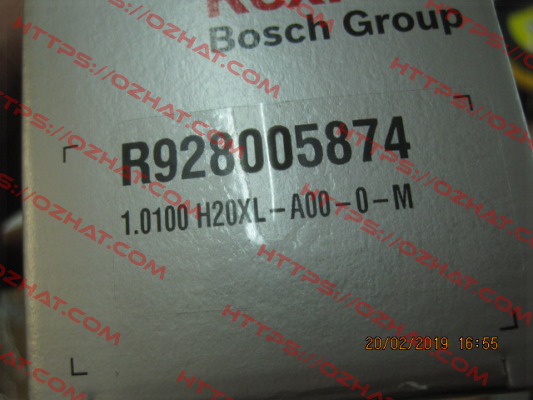 Bosch Group
R928005874
1.0100 H20XL-A00-0-M
20/02/2019 16:55
HTTPS://OZHAT.COM